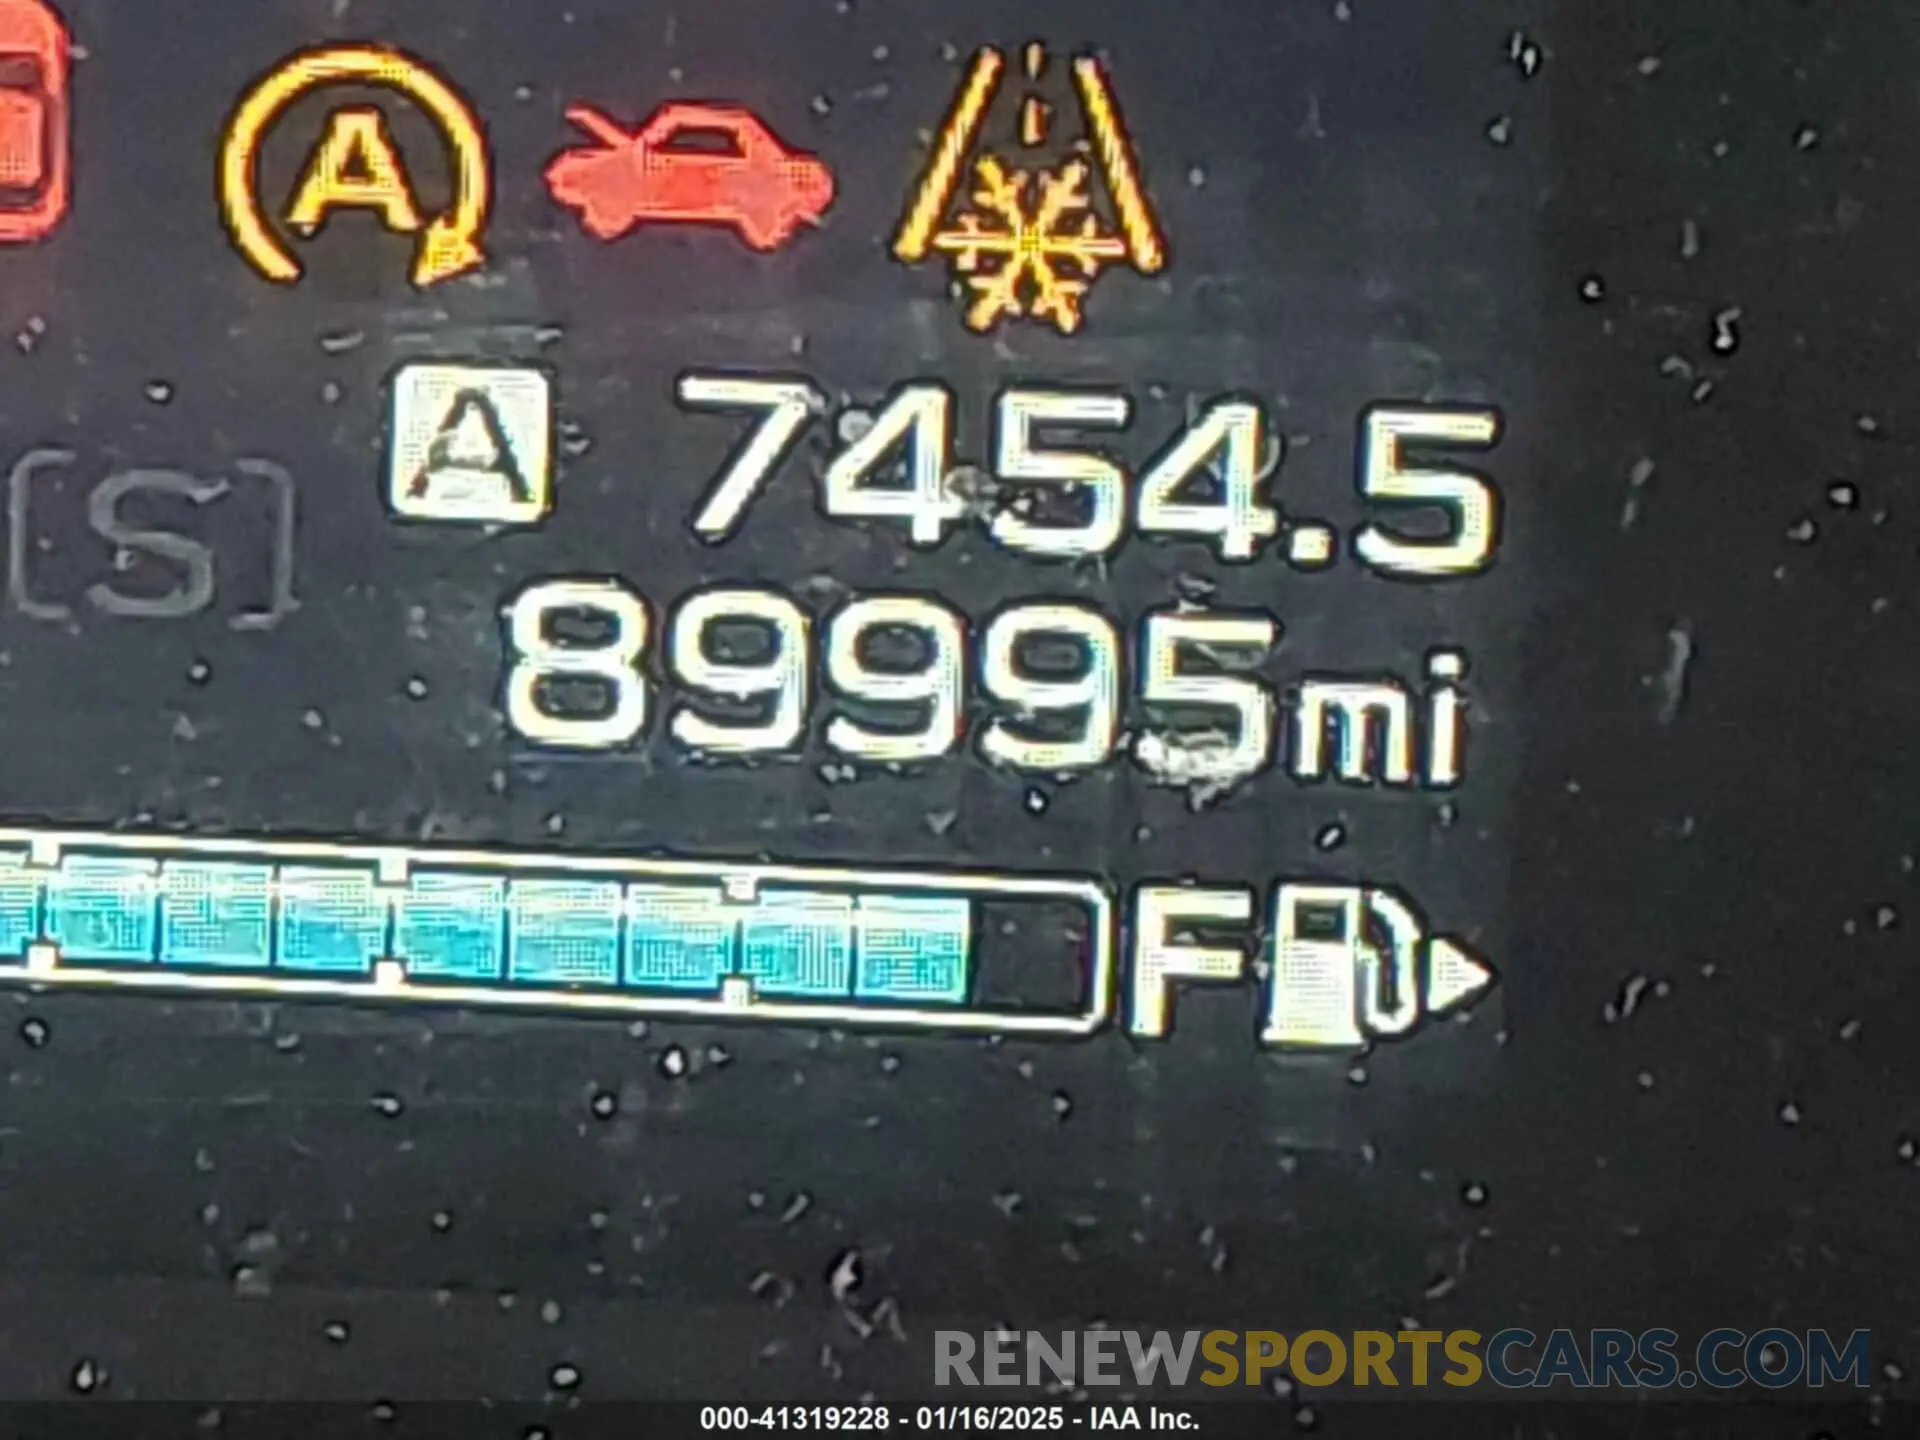 A
A 7454.5
[S]
89995mi
F
RENEWSPORTSCARS.COM
000-41319228 - 01/16/2025 - IAA Inc.